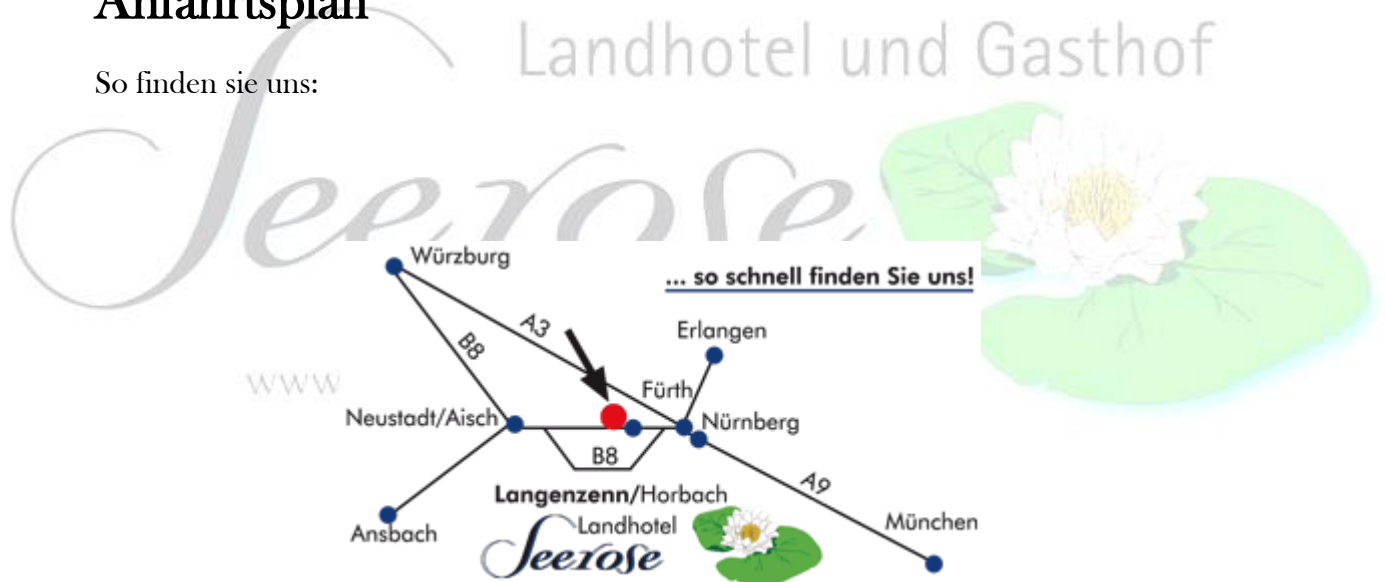 Anfahrtsplan
Landhotel und Gasthof
So finden sie uns:
Seerose
Würzburg
... so schnell finden Sie uns!
A3
Erlangen
B8
www
Fürth
Neustadt/Aisch
Nürnberg
B8
A9
Langenzenn/Horbach
München
Landhotel
Ansbach
Seerose